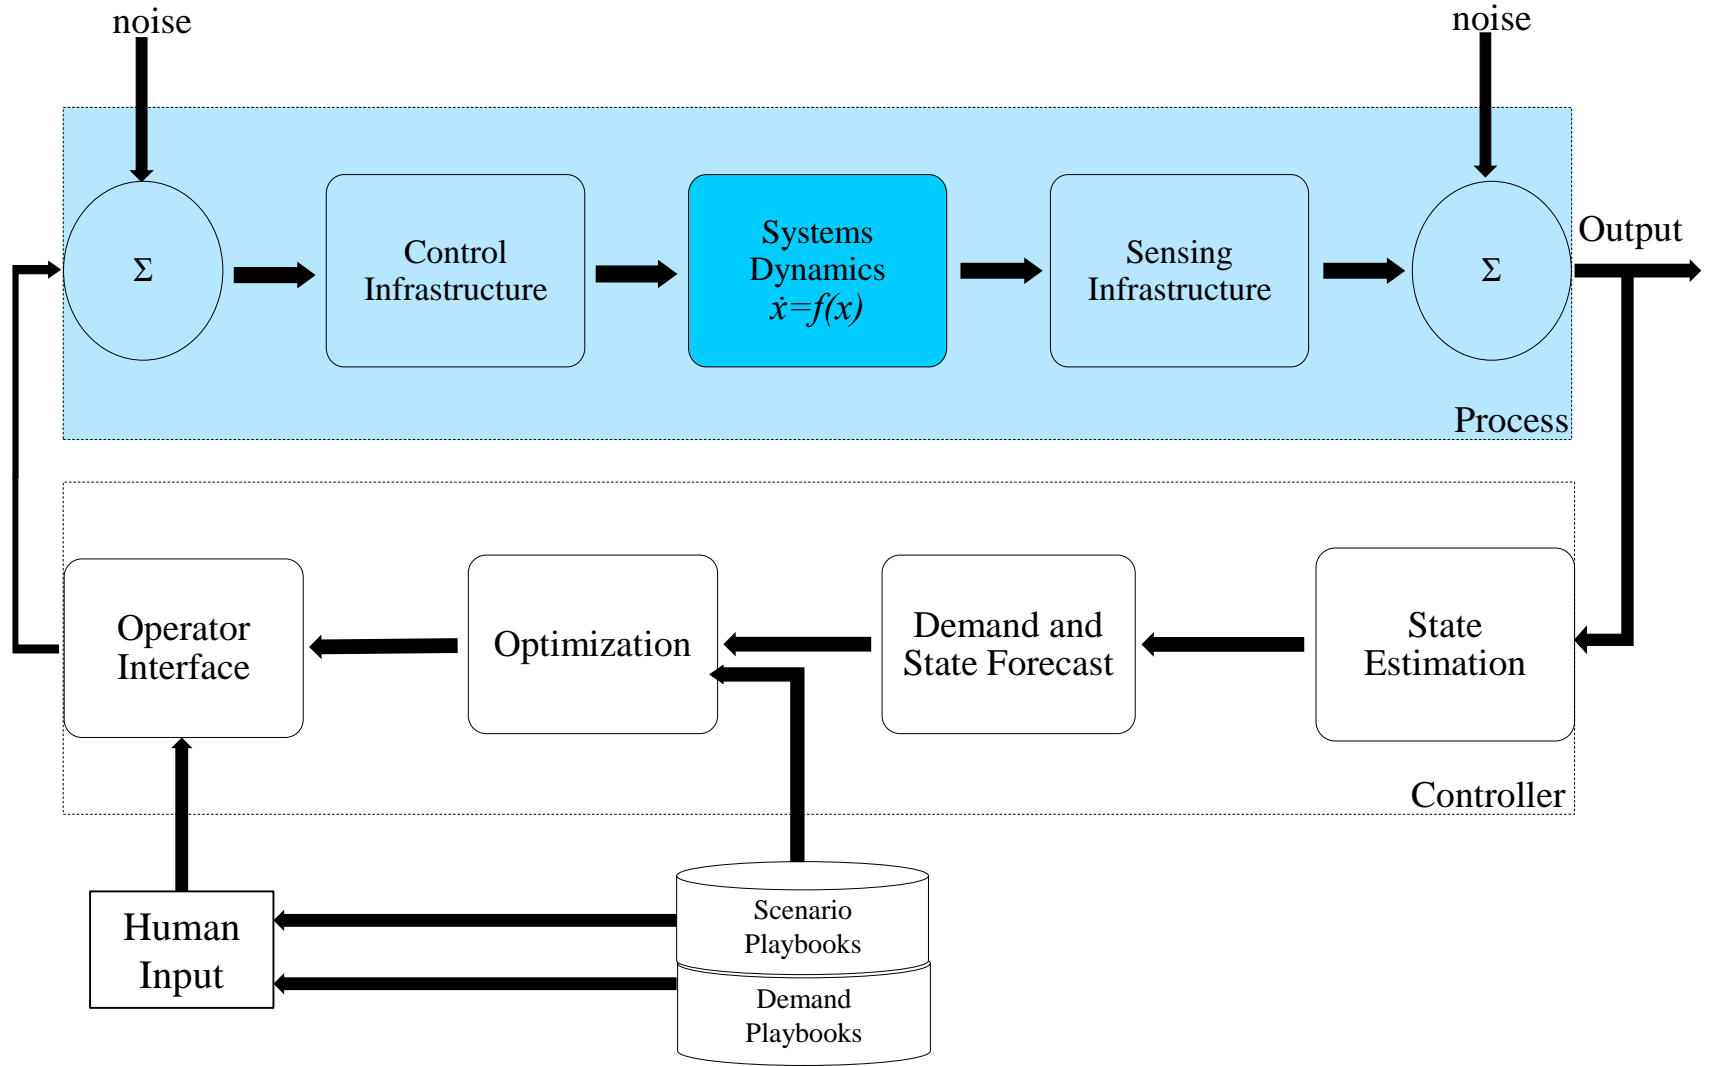 noise
noise
Σ
Control
Infrastructure
Systems
Dynamics
ẋ=f(x)
Sensing
Infrastructure
Σ
Output
Process
Operator
Interface
Optimization
Demand and
State Forecast
State
Estimation
Controller
Human
Input
Scenario
Playbooks
Demand
Playbooks